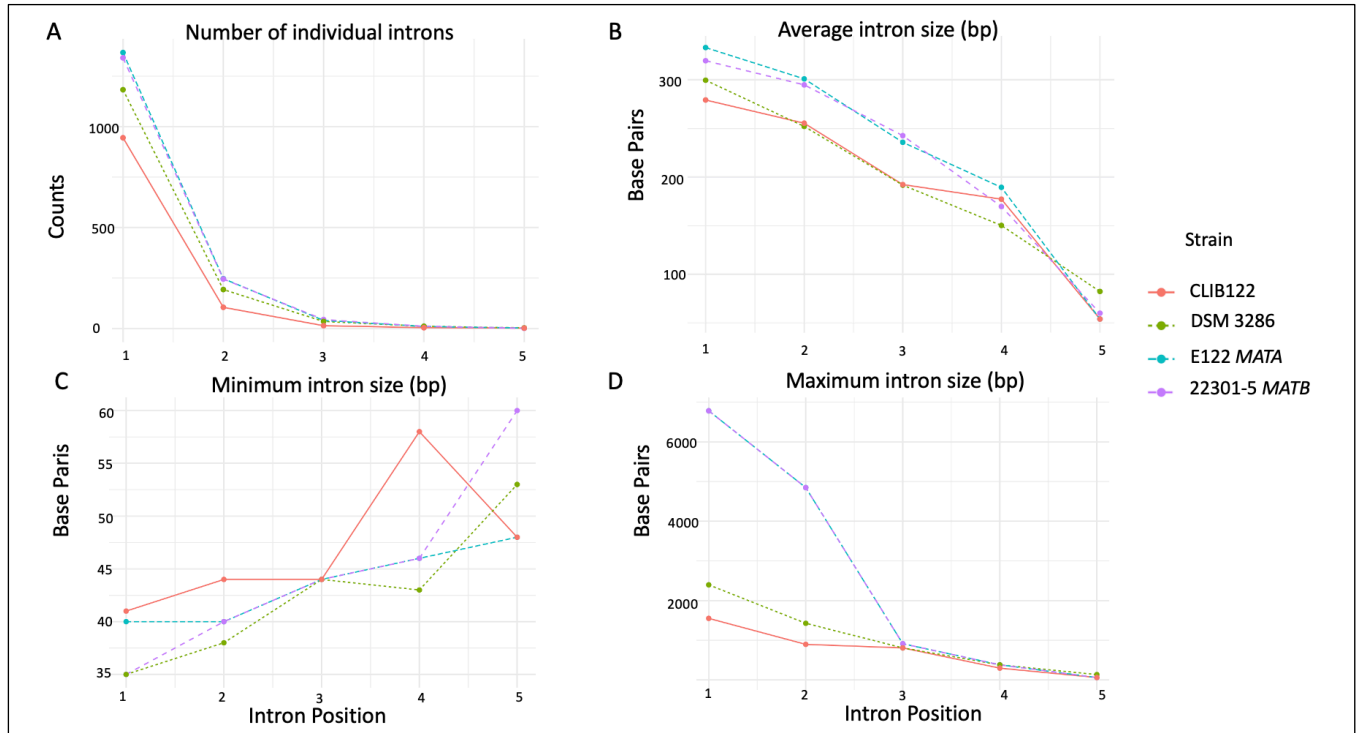 A
Number of individual introns
Counts
1000
500
0
1 2 3 4 5
B
Average intron size (bp)
Base Pairs
300
200
100
1 2 3 4 5
C
Minimum intron size (bp)
Base Paris
60
55
50
45
40
35
1 2 3 4 5
Intron Position
D
Maximum intron size (bp)
Base Pairs
6000
4000
2000
1 2 3 4 5
Intron Position
Strain
CLIB122
DSM 3286
E122 MATA
22301-5 MATB